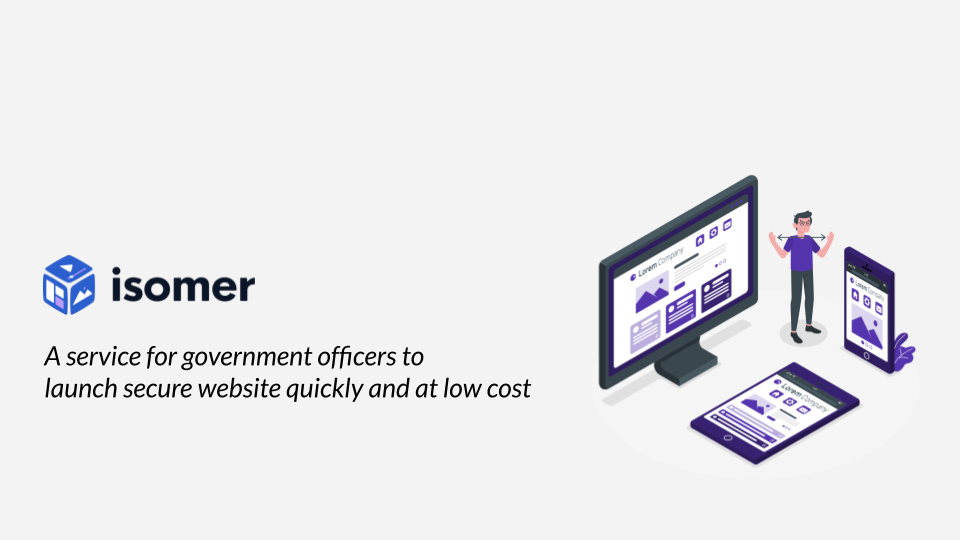 isomer
A service for government officers to
launch secure website quickly and at low cost
Lorem Company
Lorem Company
Lorem Company